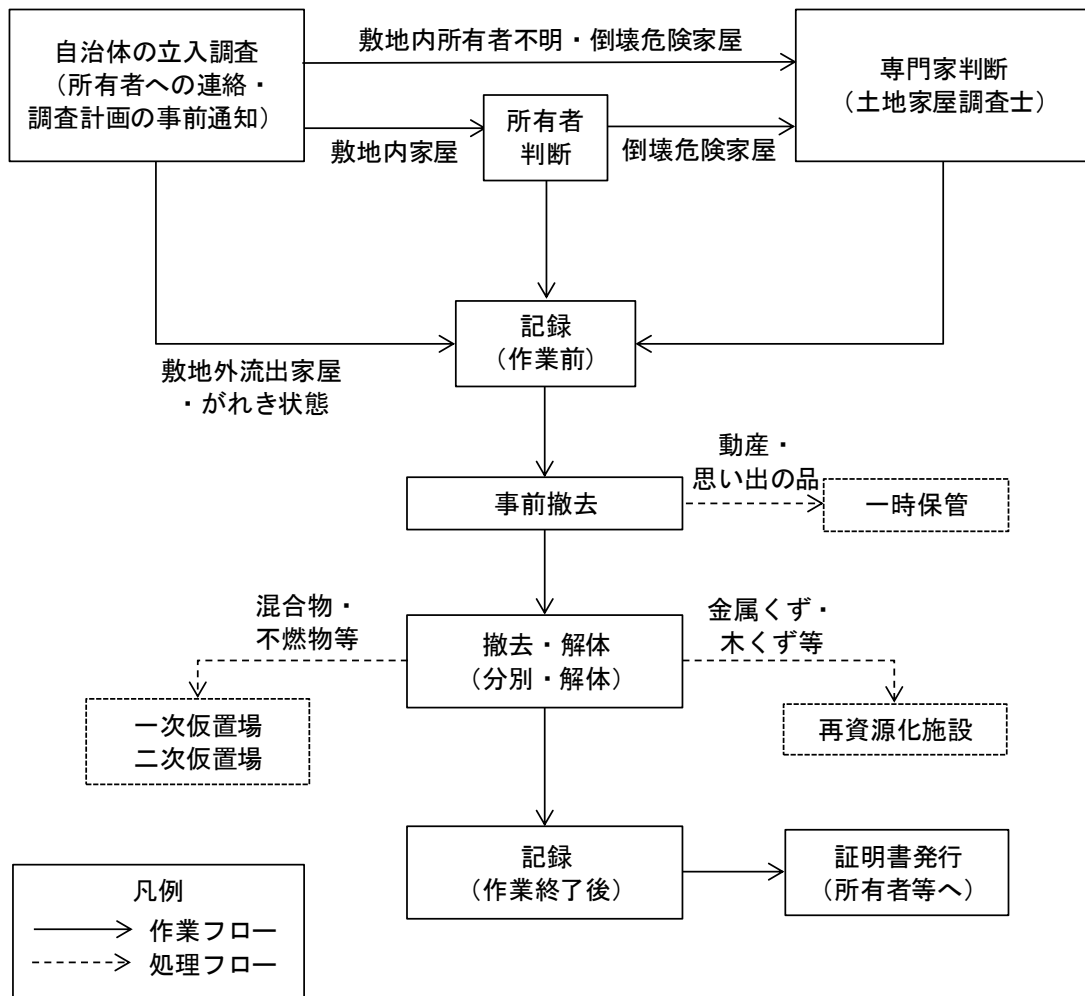 自治体の立入調査
（所有者への連絡・
調査計画の事前通知）
敷地内所有者不明・倒壊危険家屋
専門家判断
（土地家屋調査士）
敷地内家屋
所有者
判断
倒壊危険家屋
記録
（作業前）
敷地外流出家屋
・がれき状態
動産・
思い出の品
事前撤去
一時保管
混合物・
不燃物等
撤去・解体
（分別・解体）
金属くず・
木くず等
一次仮置場
二次仮置場
再資源化施設
記録
（作業終了後）
証明書発行
（所有者等へ）
凡例
作業フロー
処理フロー